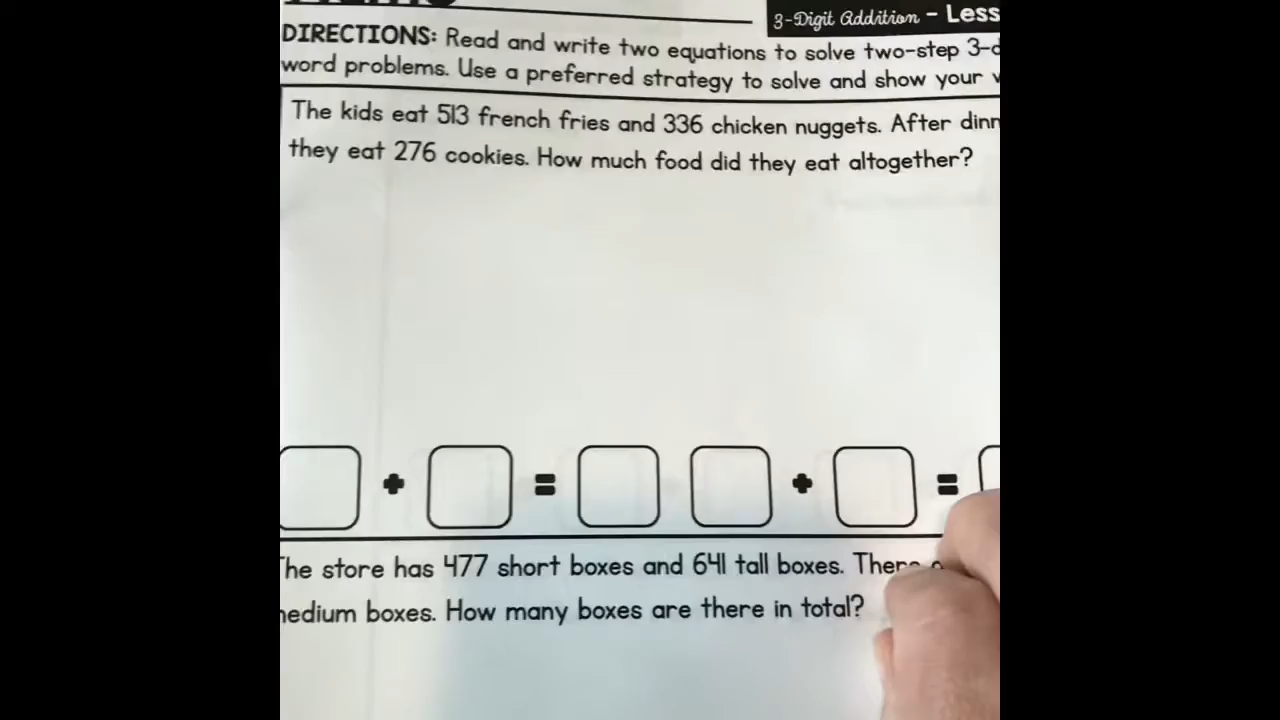 3-Digit Addition - Less
DIRECTIONS: Read and write two equations to solve two-step 3-d
word problems. Use a preferred strategy to solve and show your
The kids eat 513 french fries and 336 chicken nuggets. After dinn
they eat 276 cookies. How much food did they eat altogether?
+ = + =
The store has 477 short boxes and 641 tall boxes. There
medium boxes. How many boxes are there in total?